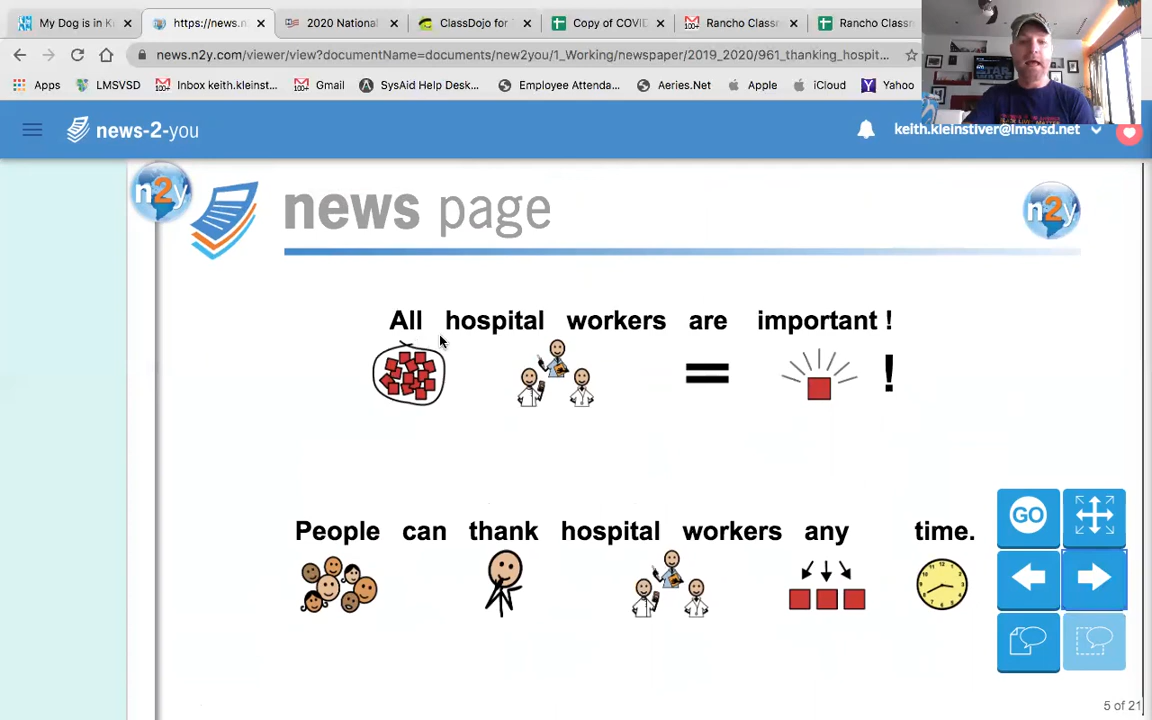 My Dog is in K
https://news.n
2020 National
ClassDojo for
Copy of COVID
Rancho Classr
Rancho Classr
news.n2y.com/viewer/view?documentName=documents/new2you/1_Working/newspaper/2019_2020/961_thanking_hospit...
Apps
LMSVSD
Inbox keith.kleinst...
Gmail
SysAid Help Desk...
Employee Attenda...
Aeries.Net
Apple
iCloud
Yahoo
news-2-you
keith.kleinstiver@lmsvsd.net
n2y
news page
n2y
All hospital workers are important !
= !
People can thank hospital workers any time.
GO
5 of 21